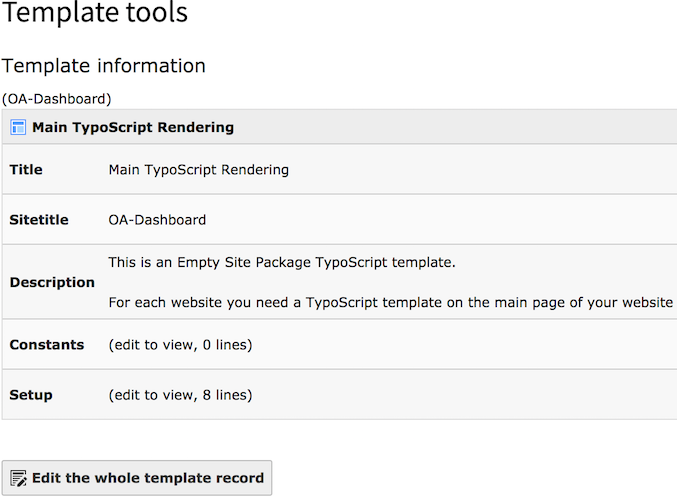 Template tools
Template information
(OA-Dashboard)
Main TypoScript Rendering
Title Main TypoScript Rendering
Sitetitle OA-Dashboard
Description This is an Empty Site Package TypoScript template.
For each website you need a TypoScript template on the main page of your website
Constants (edit to view, 0 lines)
Setup (edit to view, 8 lines)
Edit the whole template record